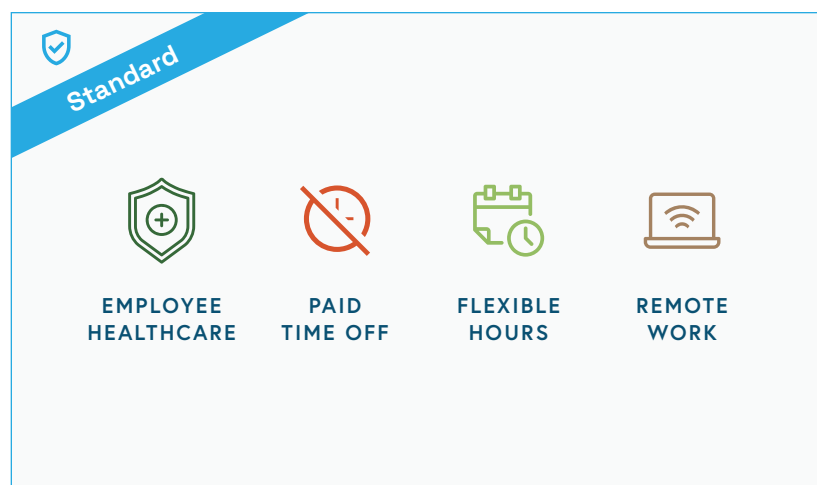 Standard
EMPLOYEE
HEALTHCARE
PAID
TIME OFF
FLEXIBLE
HOURS
REMOTE
WORK